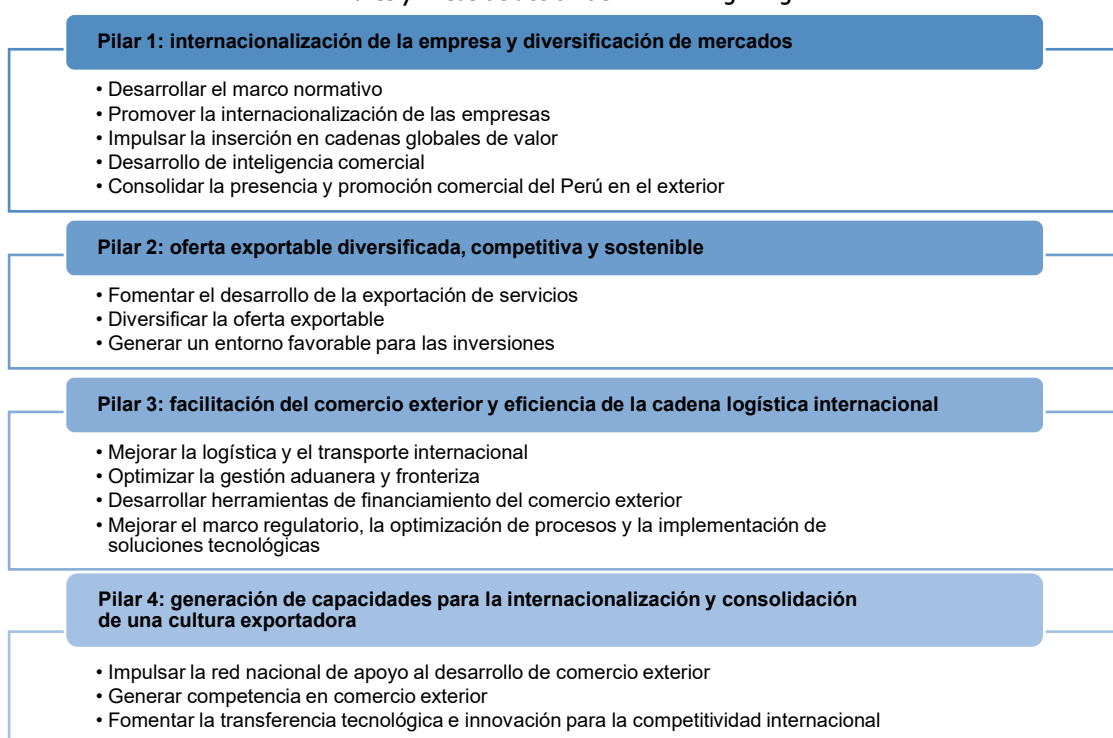 Pilar 1: internacionalización de la empresa y diversificación de mercados
• Desarrollar el marco normativo
• Promover la internacionalización de las empresas
• Impulsar la inserción en cadenas globales de valor
• Desarrollo de inteligencia comercial
• Consolidar la presencia y promoción comercial del Perú en el exterior
Pilar 2: oferta exportable diversificada, competitiva y sostenible
• Fomentar el desarrollo de la exportación de servicios
• Diversificar la oferta exportable
• Generar un entorno favorable para las inversiones
Pilar 3: facilitación del comercio exterior y eficiencia de la cadena logística internacional
• Mejorar la logística y el transporte internacional
• Optimizar la gestión aduanera y fronteriza
• Desarrollar herramientas de financiamiento del comercio exterior
• Mejorar el marco regulatorio, la optimización de procesos y la implementación de
soluciones tecnológicas
Pilar 4: generación de capacidades para la internacionalización y consolidación
de una cultura exportadora
• Impulsar la red nacional de apoyo al desarrollo de comercio exterior
• Generar competencia en comercio exterior
• Fomentar la transferencia tecnológica e innovación para la competitividad internacional